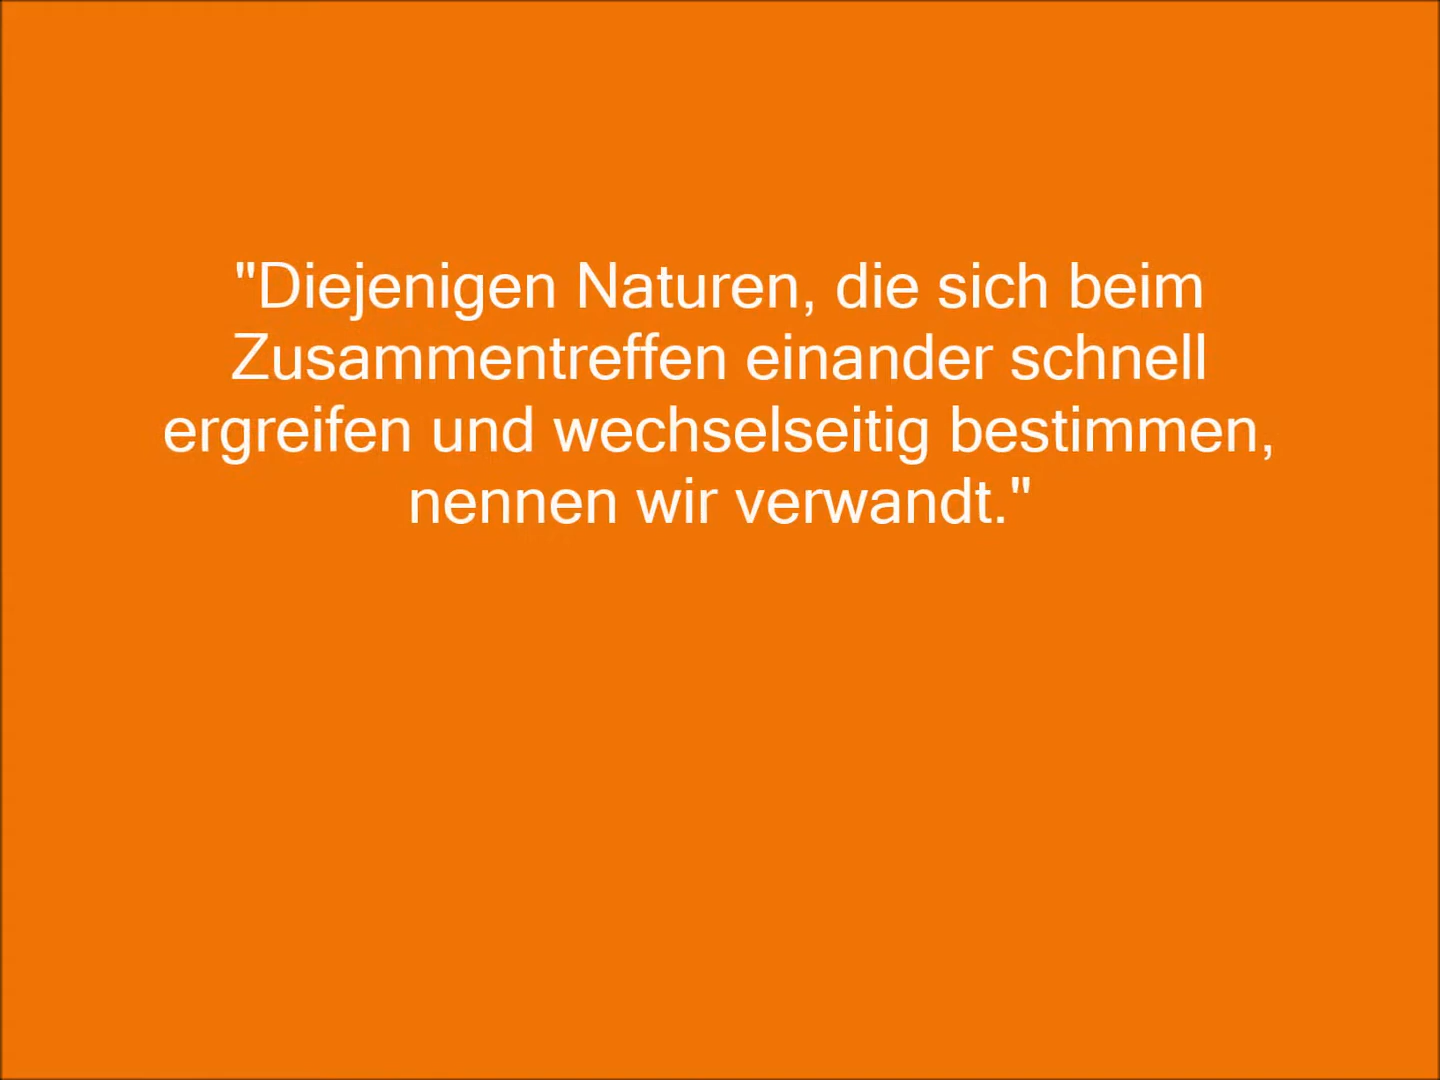 "Diejenigen Naturen, die sich beim
Zusammentreffen einander schnell
ergreifen und wechselseitig bestimmen,
nennen wir verwandt."